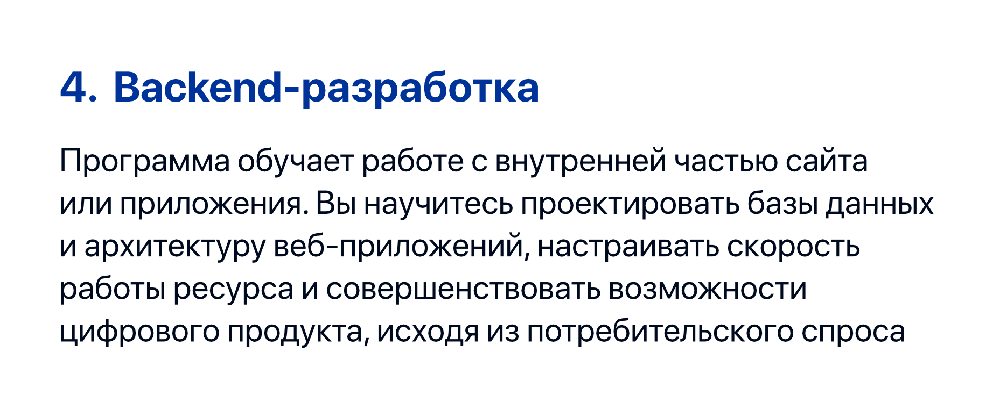 4. Backend-разработка
Программа обучает работе с внутренней частью сайта
или приложения. Вы научитесь проектировать базы данных
и архитектуру веб-приложений, настраивать скорость
работы ресурса и совершенствовать возможности
цифрового продукта, исходя из потребительского спроса